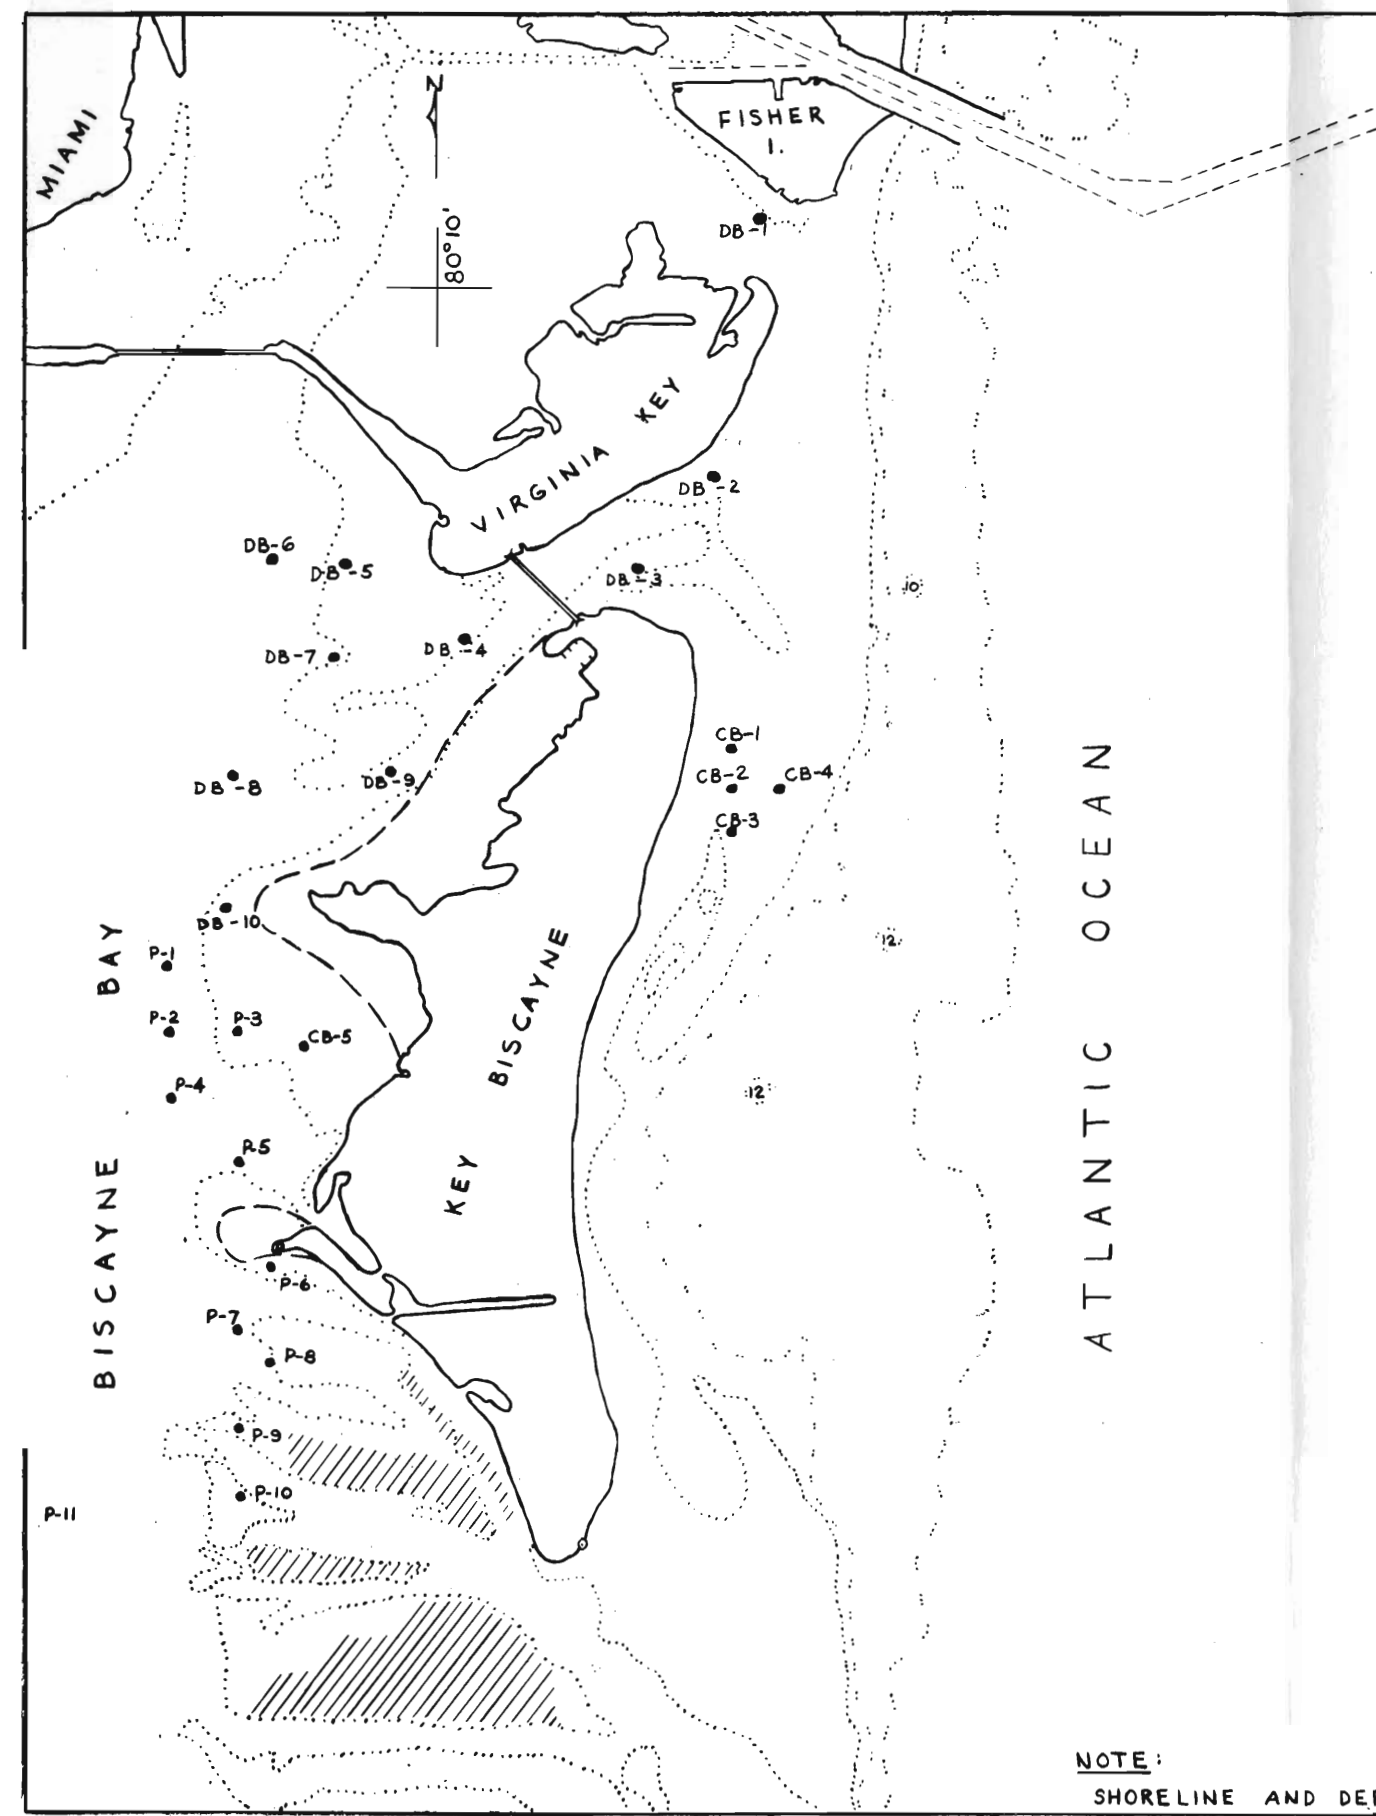 MIAMI
N
FISHER
I.
DB-1
80°10'
VIRGINIA KEY
DB-2
DB-6
DB-5
DB-3
10
DB-4
DB-7
CB-1
CB-2
CB-4
DB-8
DB-9
CB-3
ATLANTIC OCEAN
DB-10
12
BISCAYNE BAY
P-1
KEY BISCAYNE
P-2
P-3
CB-5
P-4
12
P-5
P-6
P-7
P-8
P-9
P-10
P-11
NOTE:
SHORELINE AND